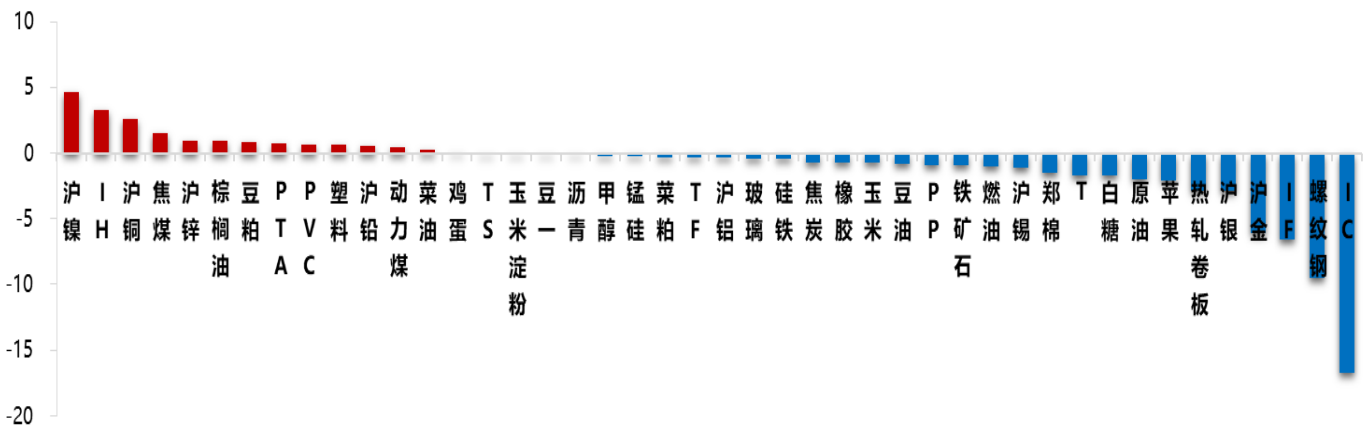 10
5
0
-5
-10
-15
-20
沪镍
IH
沪铜
焦煤
沪锌
棕榈油
豆粕
PTA
PVC
塑料
沪铅
动力煤
菜油
鸡蛋
TS
玉米淀粉
豆一
沥青
甲醇
锰硅
菜粕
TF
沪铝
玻璃
硅铁
焦炭
橡胶
玉米
豆油
PP
铁矿石
燃油
沪锡
郑棉
T
白糖
原油
苹果
热轧卷板
沪银
沪金
IF
螺纹钢
IC